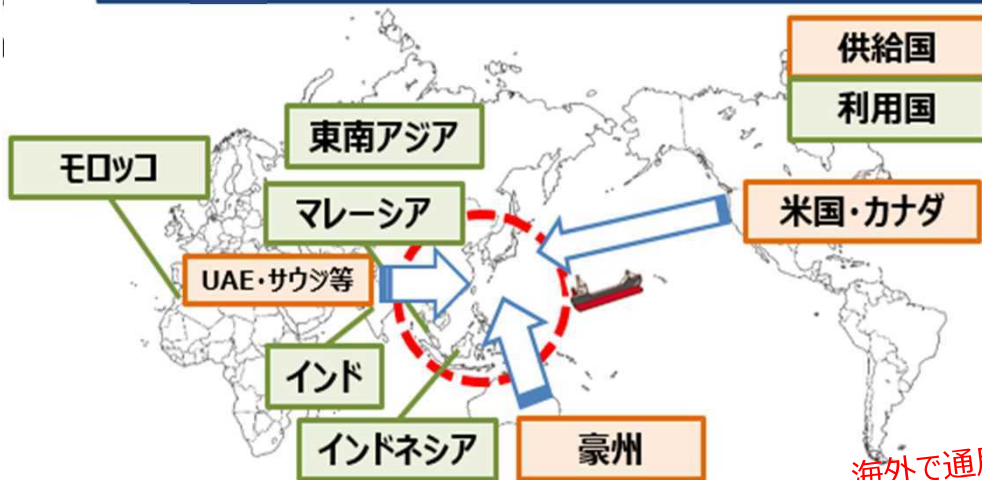 供給国
利用国
東南アジア
モロッコ
マレーシア
米国・カナダ
UAE・サウジ等
インド
インドネシア
豪州
海外で通用